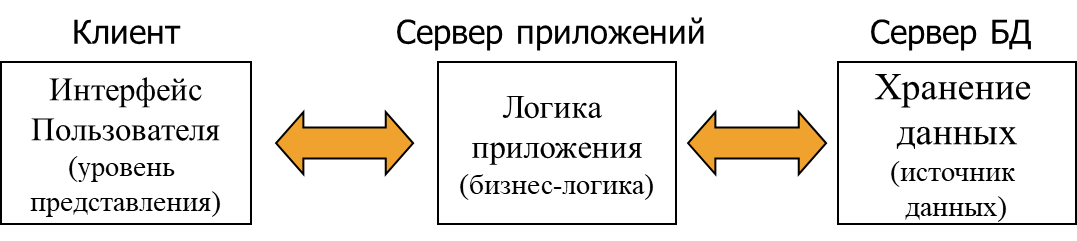 Клиент
Сервер приложений
Сервер БД
Интерфейс
Пользователя
(уровень
представления)
Логика
приложения
(бизнес-логика)
Хранение
данных
(источник
данных)